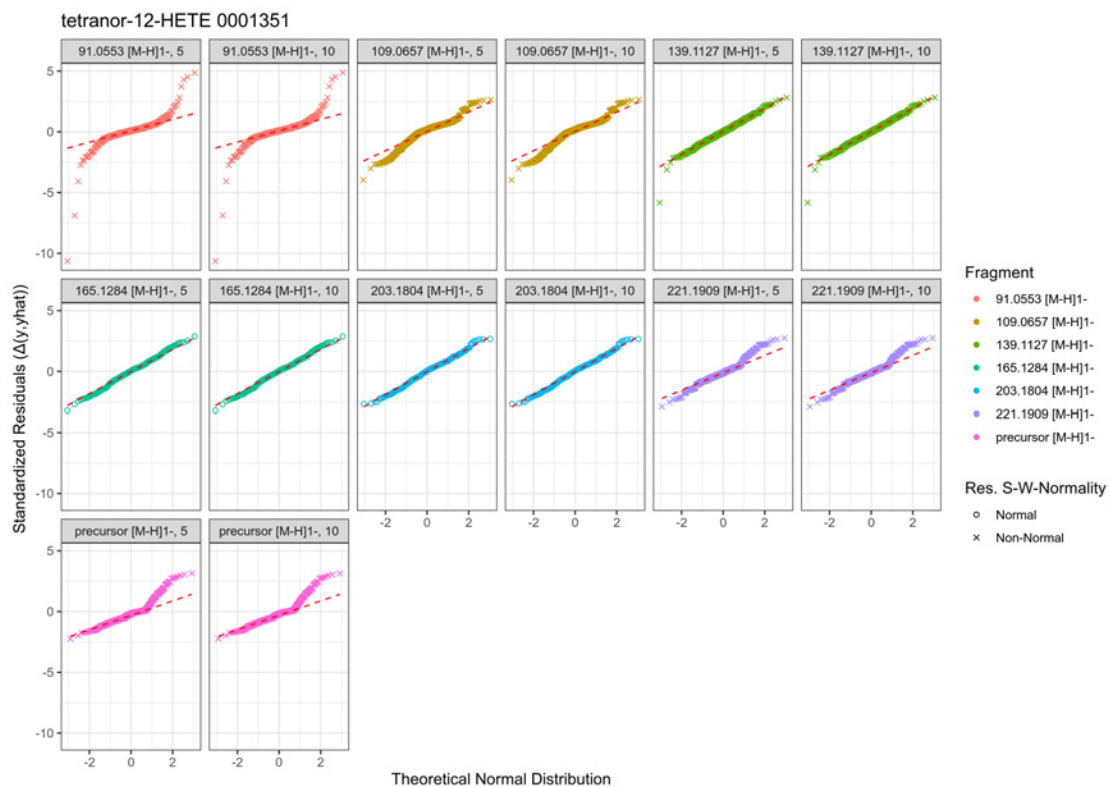 tetranor-12-HETE 0001351
91.0553 [M-H]1-, 5
91.0553 [M-H]1-, 10
109.0657 [M-H]1-, 5
109.0657 [M-H]1-, 10
139.1127 [M-H]1-, 5
139.1127 [M-H]1-, 10
5
0
-5
-10
165.1284 [M-H]1-, 5
165.1284 [M-H]1-, 10
203.1804 [M-H]1-, 5
203.1804 [M-H]1-, 10
221.1909 [M-H]1-, 5
221.1909 [M-H]1-, 10
5
0
-5
-10
-2 0 2
-2 0 2
-2 0 2
-2 0 2
precursor [M-H]1-, 5
precursor [M-H]1-, 10
5
0
-5
-10
-2 0 2
-2 0 2
Standardized Residuals (Δ(y,yhat))
Theoretical Normal Distribution
Fragment
91.0553 [M-H]1-
109.0657 [M-H]1-
139.1127 [M-H]1-
165.1284 [M-H]1-
203.1804 [M-H]1-
221.1909 [M-H]1-
precursor [M-H]1-
Res. S-W-Normality
Normal
Non-Normal